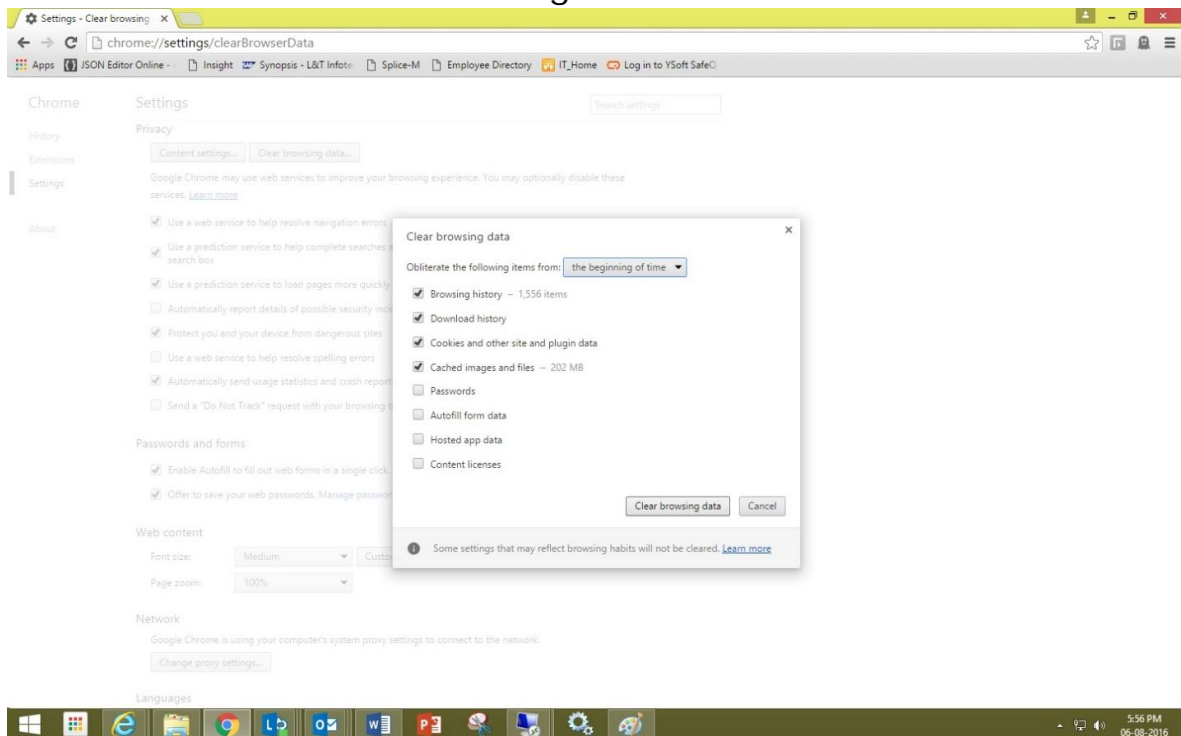 Settings - Clear browsing
chrome://settings/clearBrowserData
Apps JSON Editor Online - Insight Synopsis - L&T Infote Splice-M Employee Directory IT_Home Log in to YSoft SafeQ
Chrome
Settings
Search settings
History
Extensions
Settings
About
Privacy
Content settings... Clear browsing data...
Google Chrome may use web services to improve your browsing experience. You may optionally disable these
services. Learn more
Use a web service to help resolve navigation errors
Use a prediction service to help complete searches a
search box
Use a prediction service to load pages more quickly
Automatically report details of possible security inci
Protect you and your device from dangerous sites
Use a web service to help resolve spelling errors
Automatically send usage statistics and crash report
Send a "Do Not Track" request with your browsing t
Passwords and forms
Enable Autofill to fill out web forms in a single click.
Offer to save your web passwords. Manage passwor
Web content
Font size: Medium Custo
Page zoom: 100%
Network
Google Chrome is using your computer's system proxy settings to connect to the network.
Change proxy settings...
Languages
Clear browsing data
Obliterate the following items from: the beginning of time
Browsing history – 1,556 items
Download history
Cookies and other site and plugin data
Cached images and files – 202 MB
Passwords
Autofill form data
Hosted app data
Content licenses
Clear browsing data Cancel
Some settings that may reflect browsing habits will not be cleared. Learn more
5:56 PM
06-08-2016